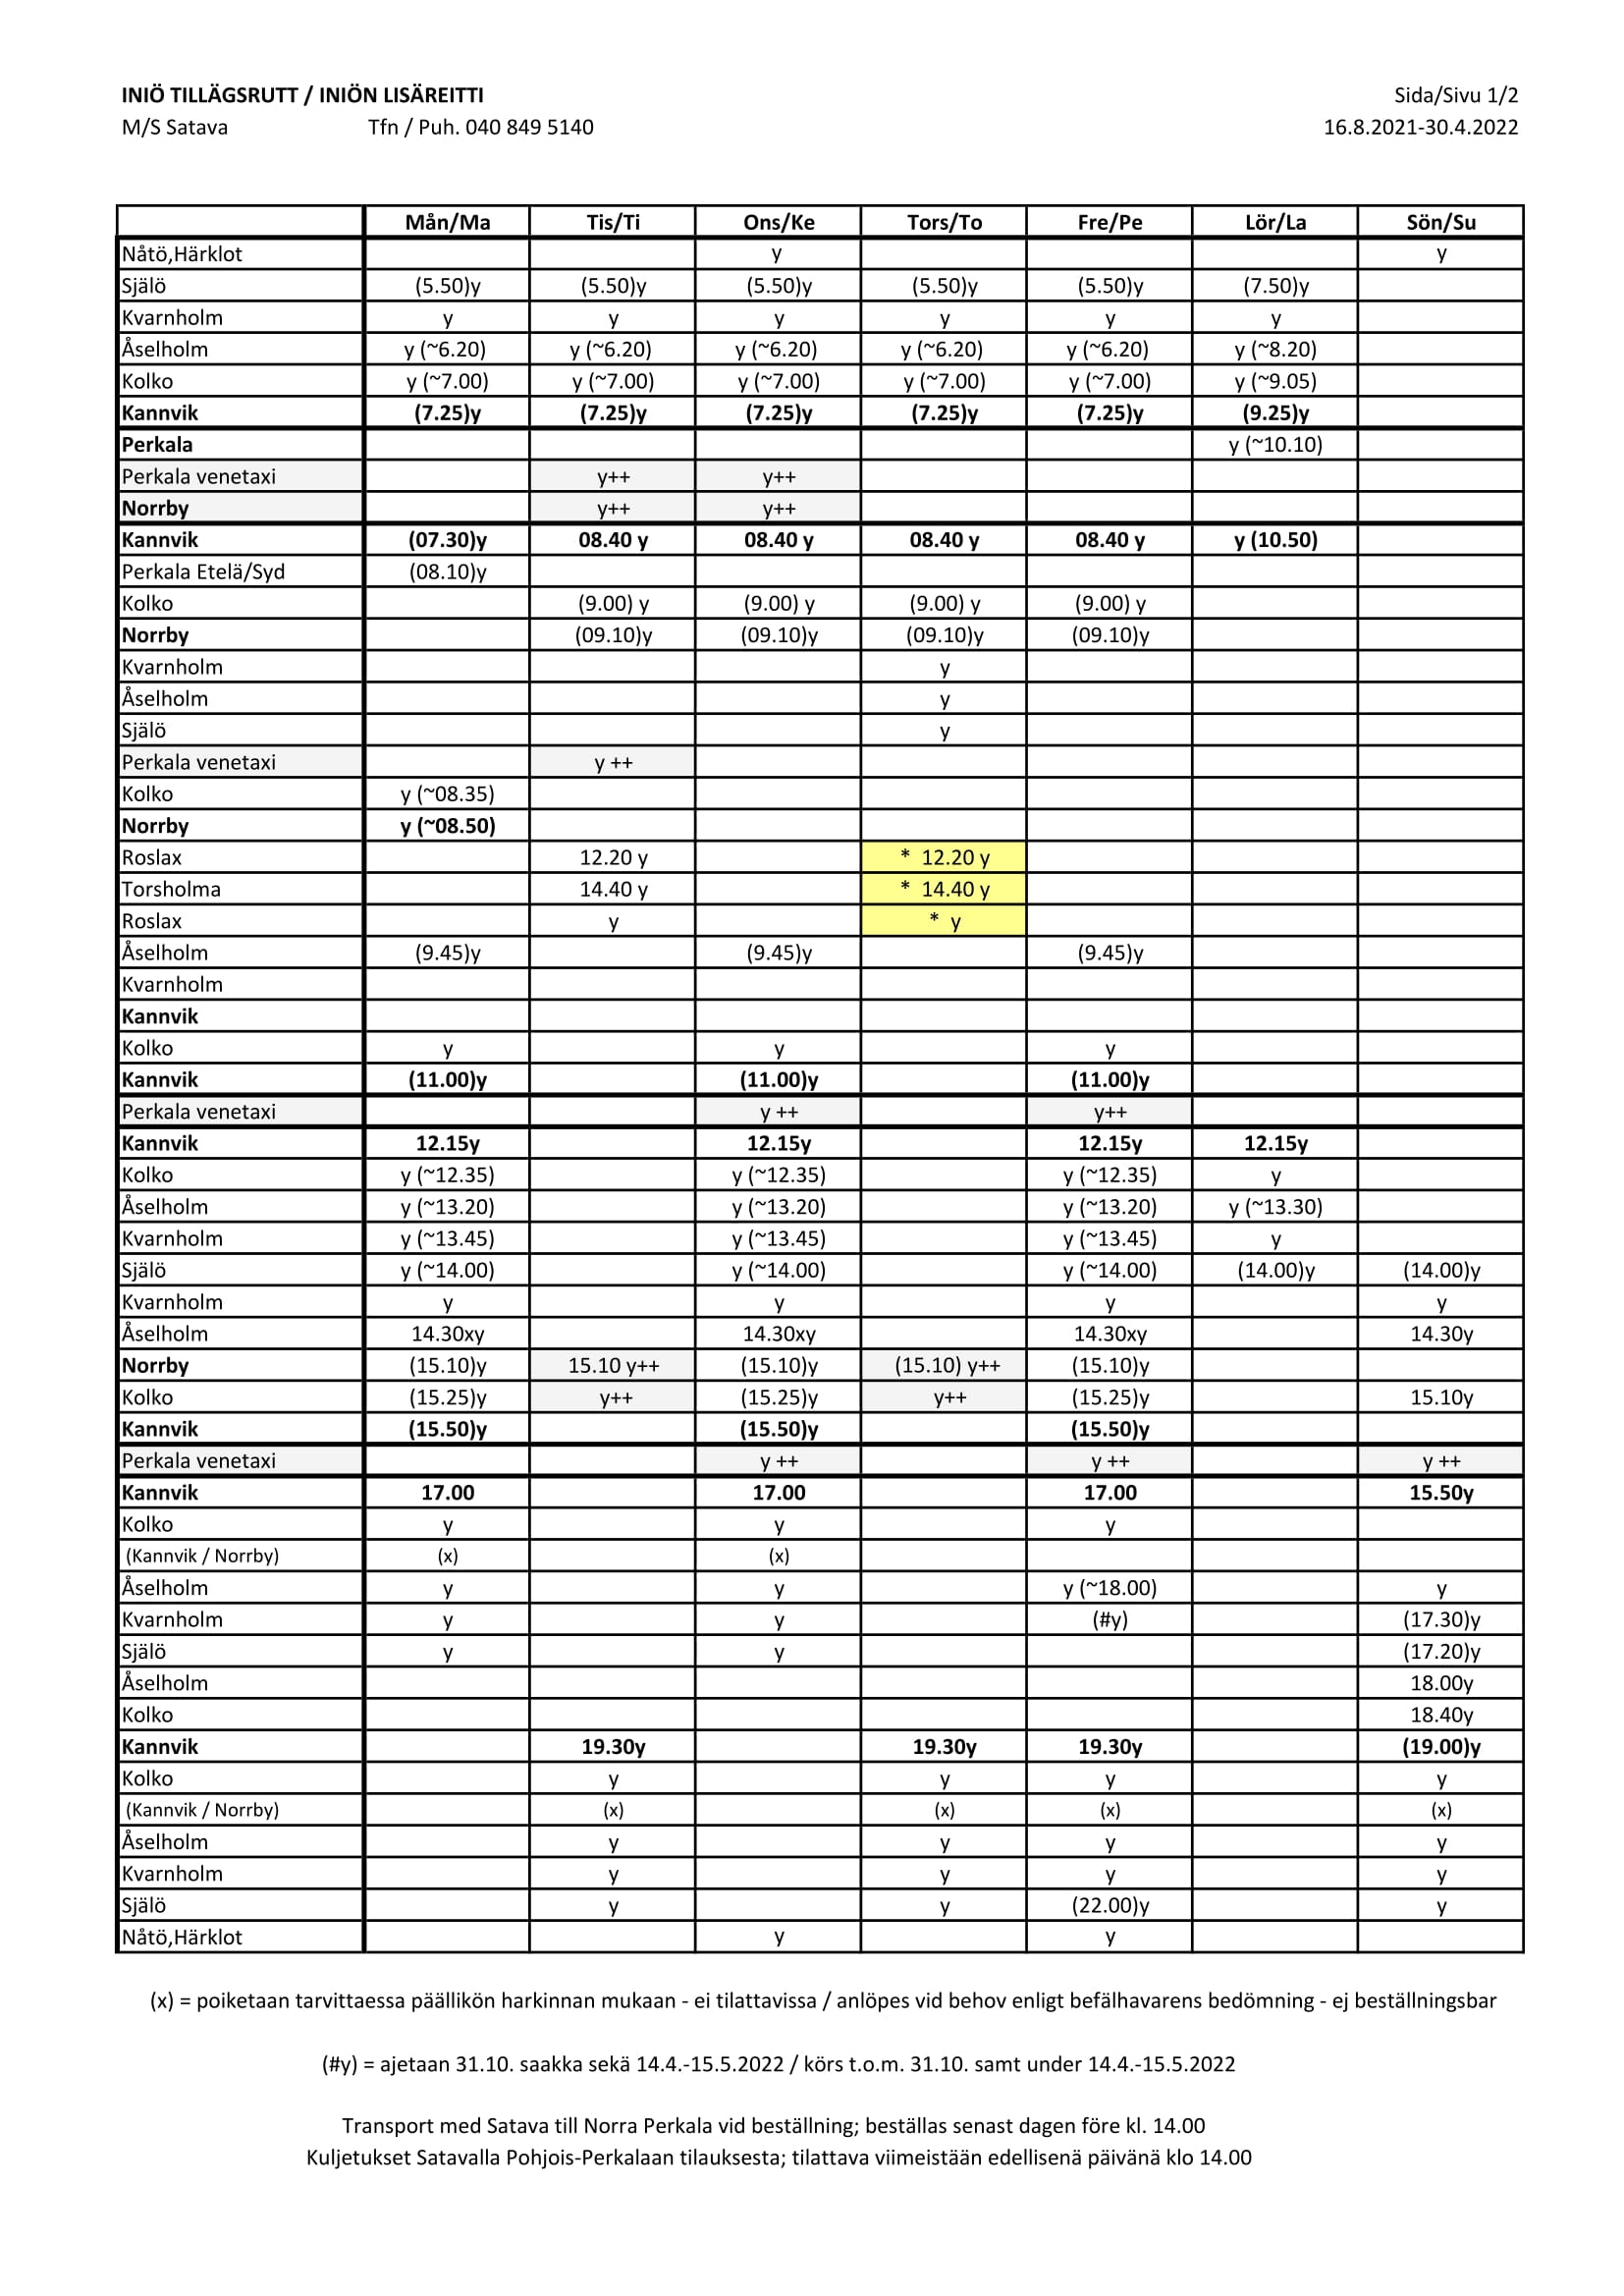 INIÖ TILLÄGSRUTT / INIÖN LISÄREITTI Sida/Sivu 1/2
M/S Satava Tfn / Puh. 040 849 5140 16.8.2021-30.4.2022
Mån/Ma Tis/Ti Ons/Ke Tors/To Fre/Pe Lör/La Sön/Su
Nåtö,Härklot y y
Själö (5.50)y (5.50)y (5.50)y (5.50)y (5.50)y (7.50)y
Kvarnholm y y y y y y
Åselholm y (~6.20) y (~6.20) y (~6.20) y (~6.20) y (~6.20) y (~8.20)
Kolko y (~7.00) y (~7.00) y (~7.00) y (~7.00) y (~7.00) y (~9.05)
Kannvik (7.25)y (7.25)y (7.25)y (7.25)y (7.25)y (9.25)y
Perkala y (~10.10)
Perkala venetaxi y++ y++
Norrby y++ y++
Kannvik (07.30)y 08.40 y 08.40 y 08.40 y 08.40 y y (10.50)
Perkala Etelä/Syd (08.10)y
Kolko (9.00) y (9.00) y (9.00) y (9.00) y
Norrby (09.10)y (09.10)y (09.10)y (09.10)y
Kvarnholm y
Åselholm y
Själö y
Perkala venetaxi y ++
Kolko y (~08.35)
Norrby y (~08.50)
Roslax 12.20 y * 12.20 y
Torsholma 14.40 y * 14.40 y
Roslax y * y
Åselholm (9.45)y (9.45)y (9.45)y
Kvarnholm
Kannvik
Kolko y y y
Kannvik (11.00)y (11.00)y (11.00)y
Perkala venetaxi y ++ y++
Kannvik 12.15y 12.15y 12.15y 12.15y
Kolko y (~12.35) y (~12.35) y (~12.35) y
Åselholm y (~13.20) y (~13.20) y (~13.20) y (~13.30)
Kvarnholm y (~13.45) y (~13.45) y (~13.45) y
Själö y (~14.00) y (~14.00) y (~14.00) (14.00)y (14.00)y
Kvarnholm y y y y
Åselholm 14.30xy 14.30xy 14.30xy 14.30y
Norrby (15.10)y 15.10 y++ (15.10)y (15.10) y++ (15.10)y
Kolko (15.25)y y++ (15.25)y y++ (15.25)y 15.10y
Kannvik (15.50)y (15.50)y (15.50)y
Perkala venetaxi y ++ y ++ y ++
Kannvik 17.00 17.00 17.00 15.50y
Kolko y y y
(Kannvik / Norrby) (x) (x)
Åselholm y y y (~18.00) y
Kvarnholm y y (#y) (17.30)y
Själö y y (17.20)y
Åselholm 18.00y
Kolko 18.40y
Kannvik 19.30y 19.30y 19.30y (19.00)y
Kolko y y y y
(Kannvik / Norrby) (x) (x) (x) (x)
Åselholm y y y y
Kvarnholm y y y y
Själö y y (22.00)y y
Nåtö,Härklot y y
(x) = poiketaan tarvittaessa päällikön harkinnan mukaan - ei tilattavissa / anlöpes vid behov enligt befälhavarens bedömning - ej beställningsbar
(#y) = ajetaan 31.10. saakka sekä 14.4.-15.5.2022 / körs t.o.m. 31.10. samt under 14.4.-15.5.2022
Transport med Satava till Norra Perkala vid beställning; beställas senast dagen före kl. 14.00
Kuljetukset Satavalla Pohjois-Perkalaan tilauksesta; tilattava viimeistään edellisenä päivänä klo 14.00